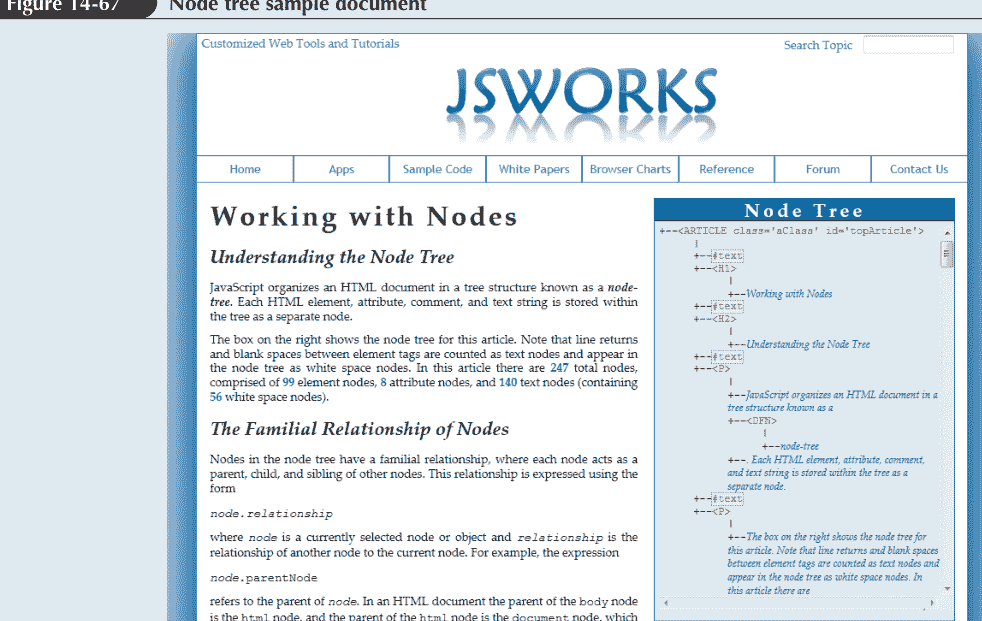 Figure 14-67 Node tree sample document
Customized Web Tools and Tutorials
Search Topic
JSWORKS
Home Apps Sample Code White Papers Browser Charts Reference Forum Contact Us
Working with Nodes
Understanding the Node Tree
JavaScript organizes an HTML document in a tree structure known as a node-
tree. Each HTML element, attribute, comment, and text string is stored within
the tree as a separate node.
The box on the right shows the node tree for this article. Note that line returns
and blank spaces between element tags are counted as text nodes and appear in
the node tree as white space nodes. In this article there are 247 total nodes,
comprised of 99 element nodes, 8 attribute nodes, and 140 text nodes (containing
56 white space nodes).
The Familial Relationship of Nodes
Nodes in the node tree have a familial relationship, where each node acts as a
parent, child, and sibling of other nodes. This relationship is expressed using the
form
node.relationship
where node is a currently selected node or object and relationship is the
relationship of another node to the current node. For example, the expression
node.parentNode
refers to the parent of node. In an HTML document the parent of the body node
is the html node, and the parent of the html node is the document node, which
Node Tree
+--<ARTICLE class='aClass' id='topArticle'>
|
+--#text
+--<H1>
|
+--Working with Nodes
+--#text
+--<H2>
|
+--Understanding the Node Tree
+--#text
+--<P>
|
+--JavaScript organizes an HTML document in a
tree structure known as a
+--<DFN>
|
+--node-tree
+--. Each HTML element, attribute, comment,
and text string is stored within the tree as a
separate node.
+--#text
+--<P>
|
+--The box on the right shows the node tree for
this article. Note that line returns and blank spaces
between element tags are counted as text nodes and
appear in the node tree as white space nodes. In
this article there are